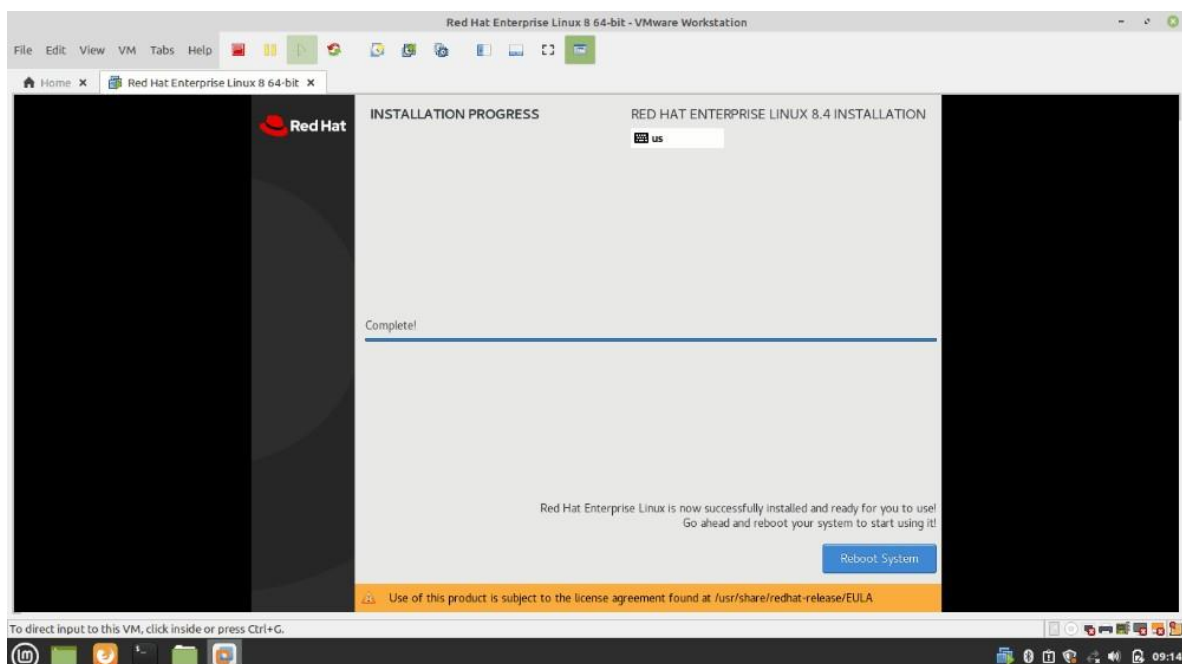 Red Hat Enterprise Linux 8 64-bit - VMware Workstation
File Edit View VM Tabs Help
Home
Red Hat Enterprise Linux 8 64-bit
Red Hat
INSTALLATION PROGRESS
RED HAT ENTERPRISE LINUX 8.4 INSTALLATION
us
Complete!
Red Hat Enterprise Linux is now successfully installed and ready for you to use!
Go ahead and reboot your system to start using it!
Reboot System
Use of this product is subject to the license agreement found at /usr/share/redhat-release/EULA
To direct input to this VM, click inside or press Ctrl+G.
09:14